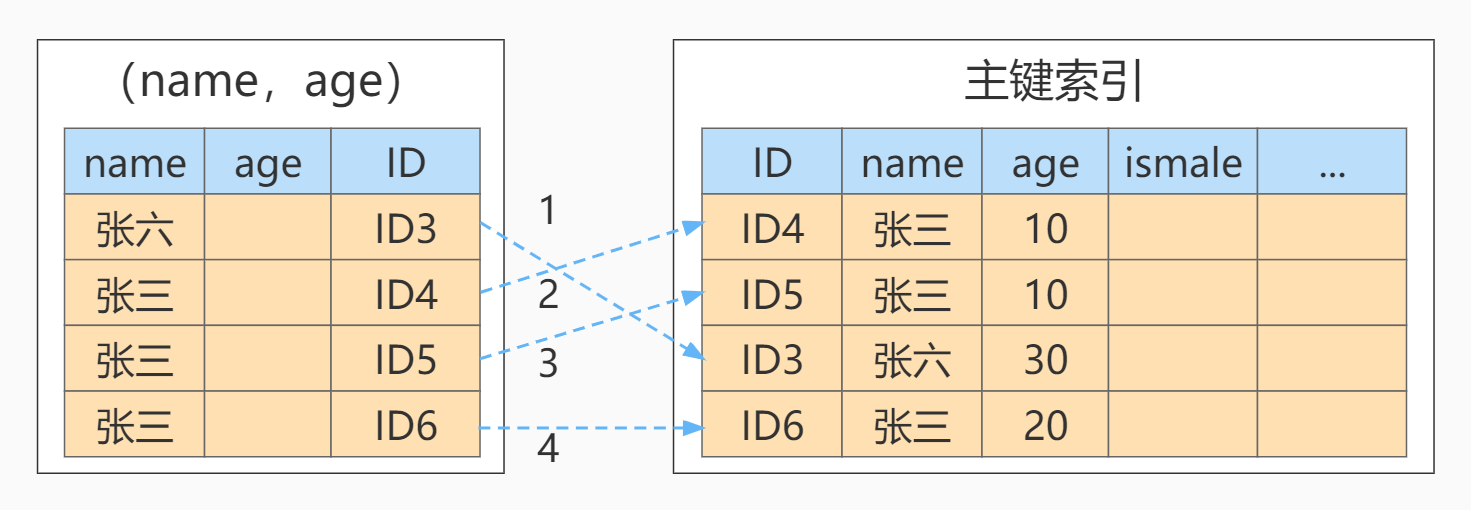 （name，age）
name age ID
张六 ID3
张三 ID4
张三 ID5
张三 ID6
1
2
3
4
主键索引
ID name age ismale ...
ID4 张三 10
ID5 张三 10
ID3 张六 30
ID6 张三 20